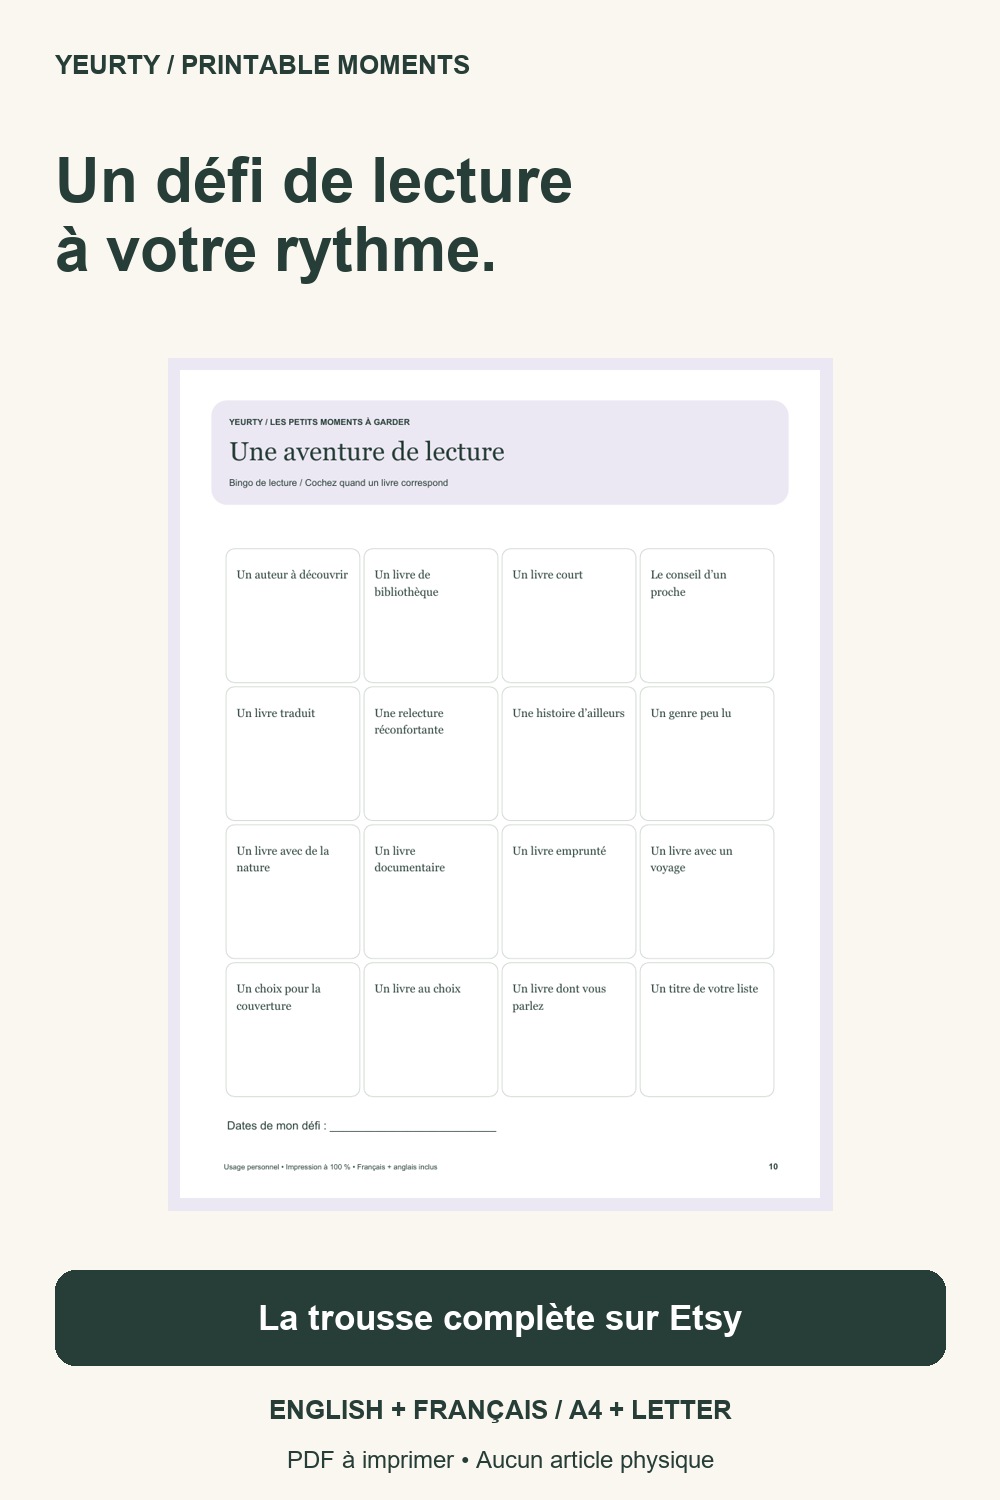 YEURTY / PRINTABLE MOMENTS
Un défi de lecture
à votre rythme.
YEURTY / LES PETITS MOMENTS À GARDER
Une aventure de lecture
Bingo de lecture / Cochez quand un livre correspond
Un auteur à découvrir
Un livre de
bibliothèque
Un livre court
Le conseil d’un
proche
Un livre traduit
Une relecture
réconfortante
Une histoire d’ailleurs
Un genre peu lu
Un livre avec de la
nature
Un livre
documentaire
Un livre emprunté
Un livre avec un
voyage
Un choix pour la
couverture
Un livre au choix
Un livre dont vous
parlez
Un titre de votre liste
Dates de mon défi : __________________________
Usage personnel • Impression à 100 % • Français + anglais inclus
10
La trousse complète sur Etsy
ENGLISH + FRANÇAIS / A4 + LETTER
PDF à imprimer • Aucun article physique